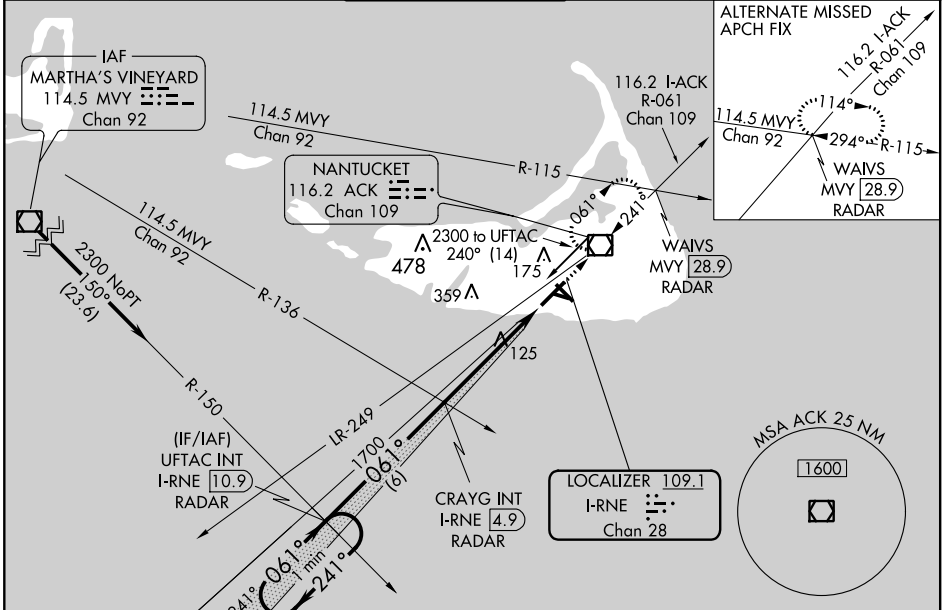 IAF
MARTHA'S VINEYARD
114.5 MVY
Chan 92
114.5 MVY
Chan 92
R-115
NANTUCKET
116.2 ACK
Chan 109
116.2 I-ACK
R-061
Chan 109
ALTERNATE MISSED
APCH FIX
116.2 I-ACK
R-061
Chan 109
114.5 MVY
Chan 92
114°
294°
R-115
WAIVS
MVY 28.9
RADAR
061°
241°
WAIVS
MVY 28.9
RADAR
2300 to UFTAC
240° (14)
478
175
359
125
114.5 MVY
Chan 92
R-136
2300 NoPT
150°
(23.6)
R-150
LR-249
1700
061°
(6)
(IF/IAF)
UFTAC INT
I-RNE 10.9
RADAR
CRAYG INT
I-RNE 4.9
RADAR
LOCALIZER 109.1
I-RNE
Chan 28
MSA ACK 25 NM
1600
061°
1 min
241°
241°